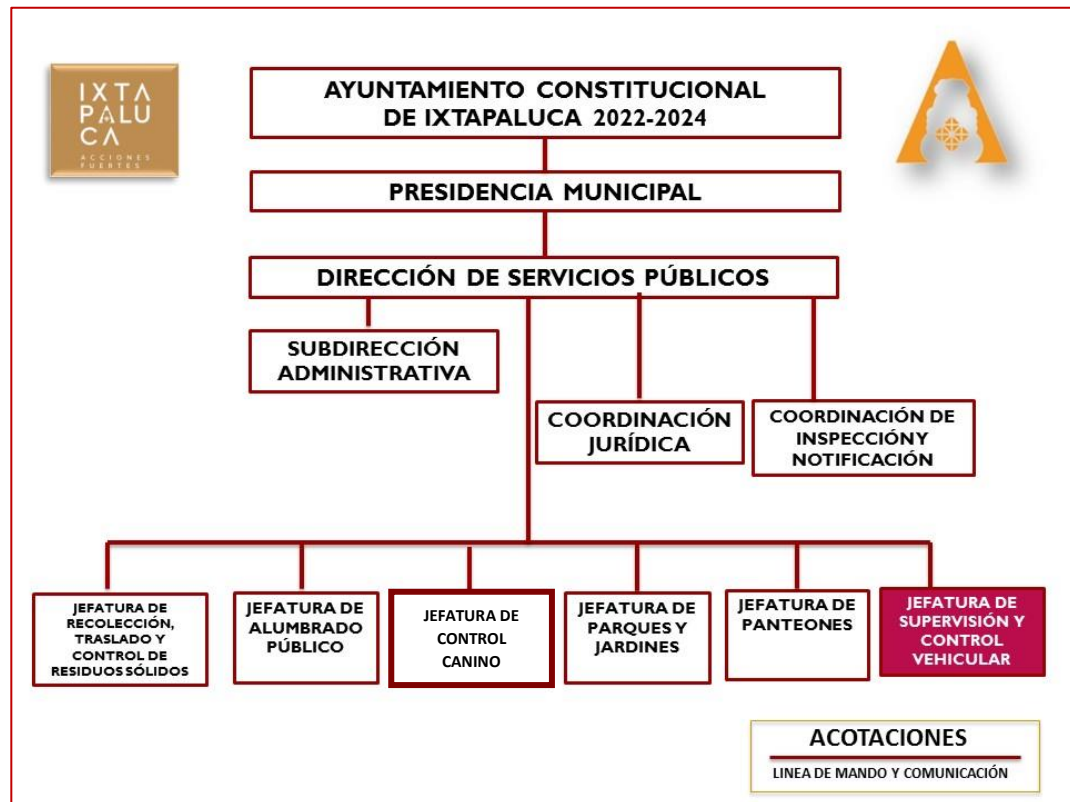 IXTA
PALU
CA
ACCIONES
FUERTES
AYUNTAMIENTO CONSTITUCIONAL
DE IXTAPALUCA 2022-2024
PRESIDENCIA MUNICIPAL
DIRECCIÓN DE SERVICIOS PÚBLICOS
SUBDIRECCIÓN
ADMINISTRATIVA
COORDINACIÓN
JURÍDICA
COORDINACIÓN DE
INSPECCIÓN Y
NOTIFICACIÓN
JEFATURA DE
RECOLECCIÓN,
TRASLADO Y
CONTROL DE
RESIDUOS SÓLIDOS
JEFATURA DE
ALUMBRADO
PÚBLICO
JEFATURA DE
CONTROL
CANINO
JEFATURA DE
PARQUES Y
JARDINES
JEFATURA DE
PANTEONES
JEFATURA DE
SUPERVISIÓN Y
CONTROL
VEHICULAR
ACOTACIONES
LINEA DE MANDO Y COMUNICACIÓN